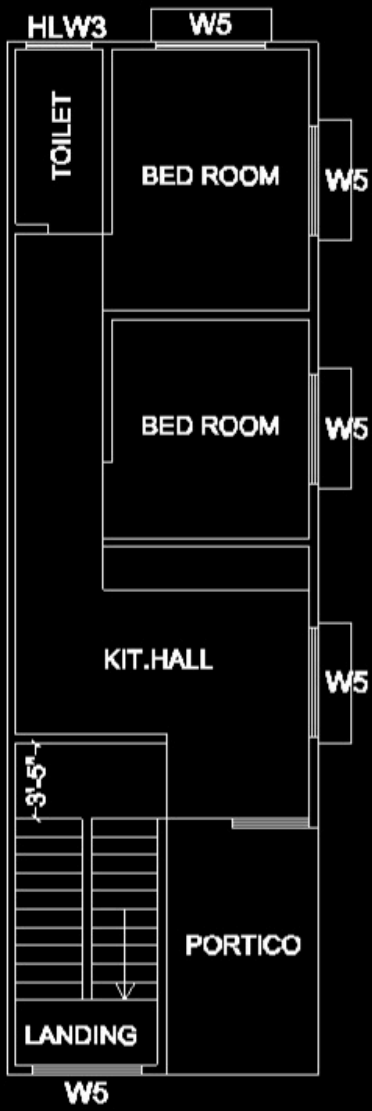 HLW3
W5
TOILET
BED ROOM
W5
BED ROOM
W5
KIT.HALL
W5
3'-5"
PORTICO
LANDING
W5